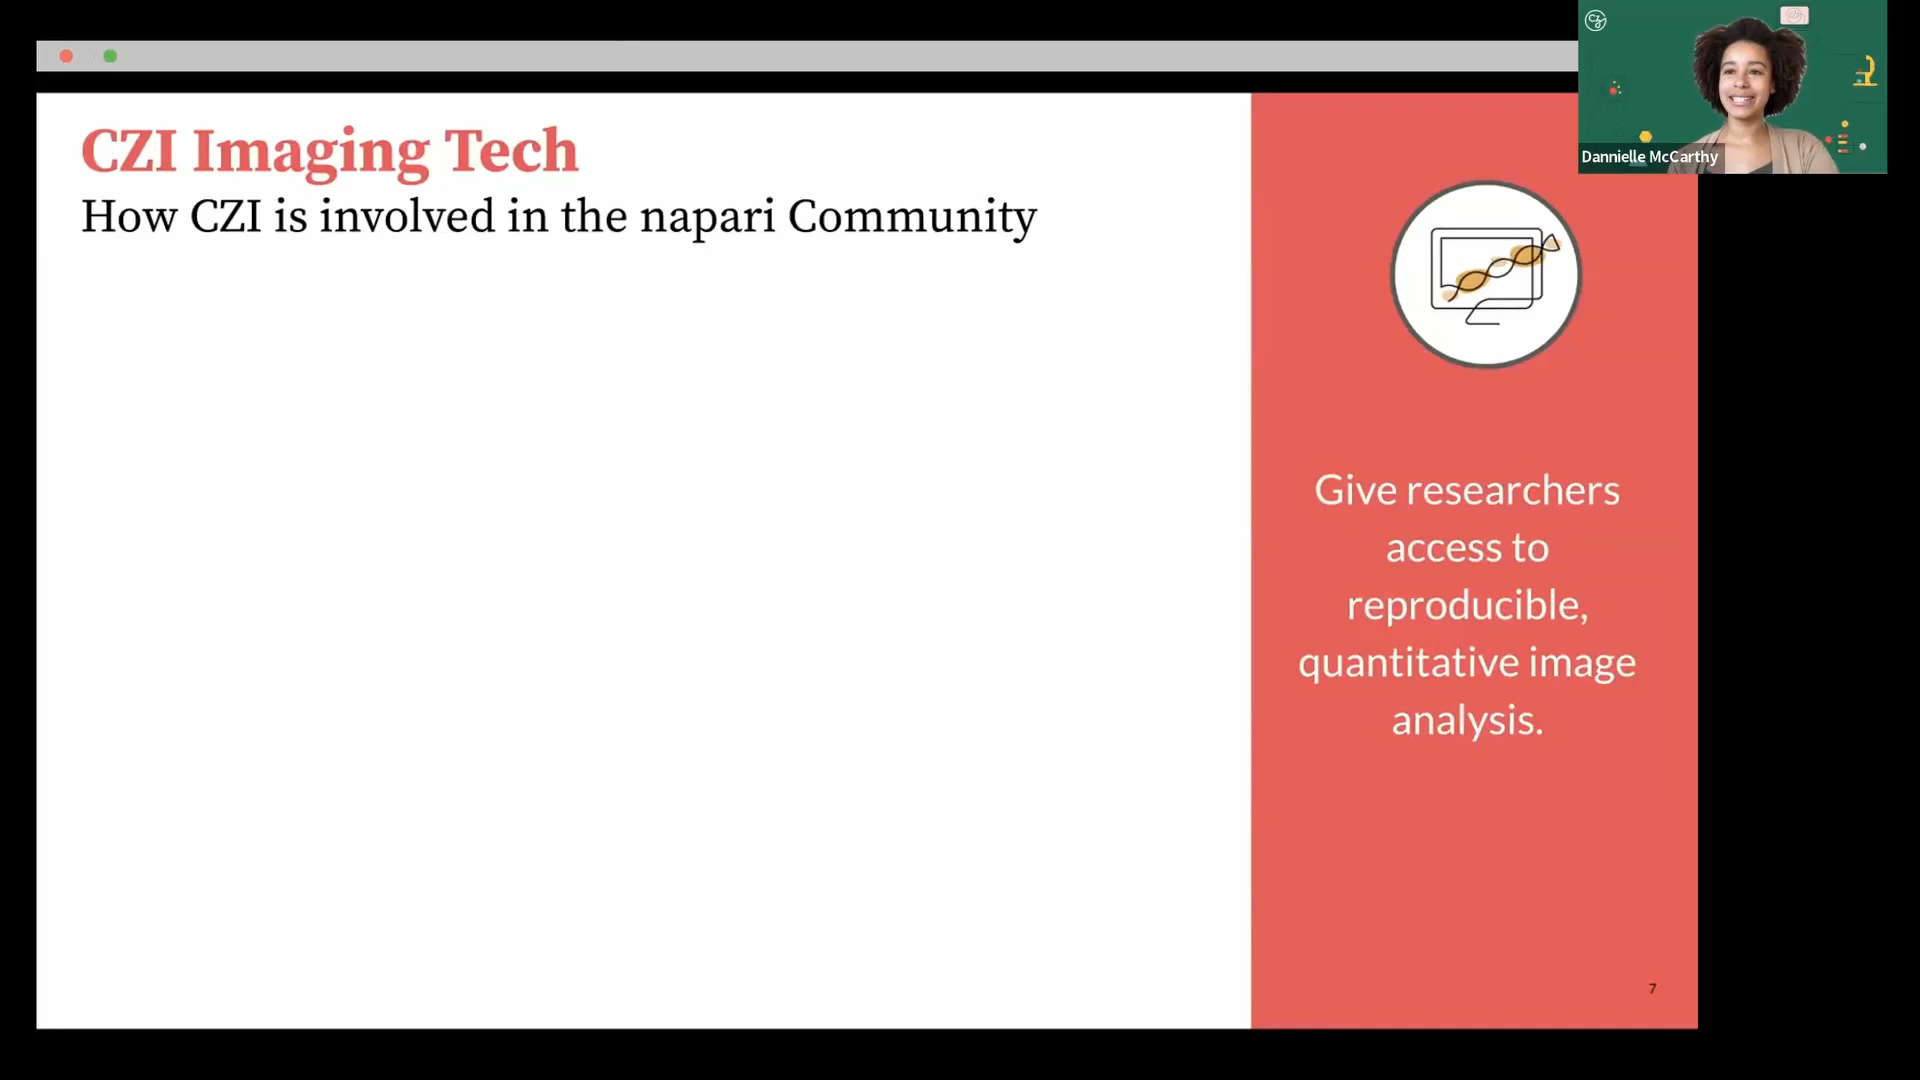 CZI Imaging Tech
How CZI is involved in the napari Community
Give researchers
access to
reproducible,
quantitative image
analysis.
7
CZ
Dannielle McCarthy